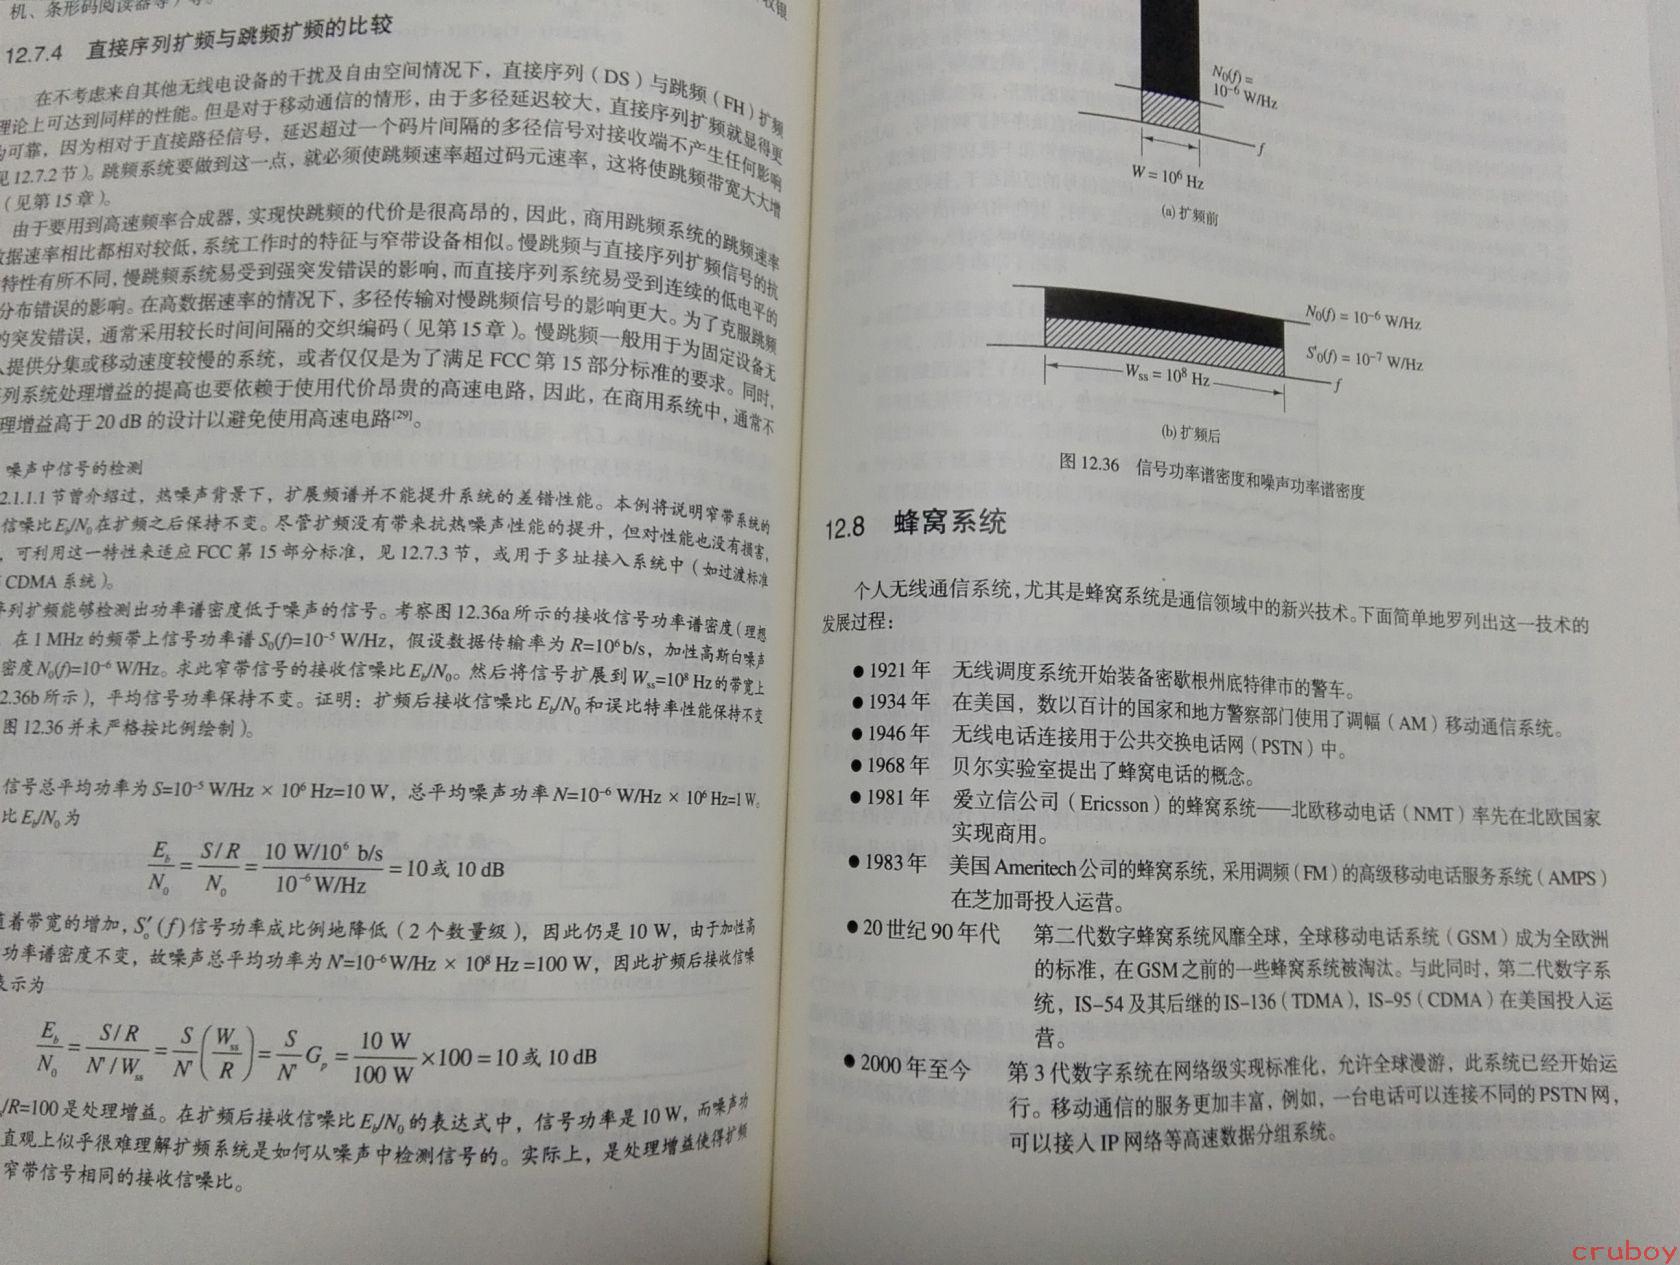 机、条形码阅读器等）等。
12.7.4 直接序列扩频与跳频扩频的比较
在不考虑来自其他无线电设备的干扰及自由空间情况下，直接序列（DS）与跳频（FH）扩频
理论上可达到同样的性能。但是对于移动通信的情形，由于多径延迟较大，直接序列扩频就显得更
可靠，因为相对于直接路径信号，延迟超过一个码片间隔的多径信号对接收端不产生任何影响
见12.7.2节）。跳频系统要做到这一点，就必须使跳频速率超过码元速率，这将使跳频带宽大大增
（见第15章）。
由于要用到高速频率合成器，实现快跳频的代价是很高昂的，因此，商用跳频系统的跳频速率
数据速率相比都相对较低，系统工作时的特征与窄带设备相似。慢跳频与直接序列扩频信号的抗
特性有所不同，慢跳频系统易受到强突发错误的影响，而直接序列系统易受到连续的低电平的
分布错误的影响。在高数据速率的情况下，多径传输对慢跳频信号的影响更大。为了克服跳频
的突发错误，通常采用较长时间间隔的交织编码（见第15章）。慢跳频一般用于为固定设备无
提供分集或移动速度较慢的系统，或者仅仅是为了满足FCC第15部分标准的要求。同时，
列系统处理增益的提高也要依赖于使用代价昂贵的高速电路，因此，在商用系统中，通常不
理增益高于20 dB的设计以避免使用高速电路[29]。
噪声中信号的检测
2.1.1.1节曾介绍过，热噪声背景下，扩展频谱并不能提升系统的差错性能。本例将说明窄带系统的
信噪比Eb/N0在扩频之后保持不变。尽管扩频没有带来抗热噪声性能的提升，但对性能也没有损害，
，可利用这一特性来适应FCC第15部分标准，见12.7.3节，或用于多址接入系统中（如过渡标准
CDMA系统）。
序列扩频能够检测出功率谱密度低于噪声的信号。考察图12.36a所示的接收信号功率谱密度（理想
。在1 MHz的频带上信号功率谱S0(f)=10-5 W/Hz，假设数据传输率为R=10⁶b/s，加性高斯白噪声
密度N0(f)=10-6 W/Hz。求此窄带信号的接收信噪比Eb/N0。然后将信号扩展到Wss=10⁸ Hz的带宽上
2.36b所示），平均信号功率保持不变。证明：扩频后接收信噪比Eb/N0和误比特率性能保持不变
图12.36并未严格按比例绘制）。
信号总平均功率为S=10-5 W/Hz × 10⁶ Hz=10 W，总平均噪声功率N=10-6 W/Hz × 10⁶ Hz=1 W。
比Eb/N0为
Eb/N0 = S/R / N0 = 10 W/10⁶ b/s / 10-6 W/Hz = 10或10 dB
随着带宽的增加，S′o(f)信号功率成比例地降低（2个数量级），因此仍是10 W，由于加性高
功率谱密度不变，故噪声总平均功率为N′=10-6W/Hz × 10⁸ Hz =100 W，因此扩频后接收信噪
表示为
Eb/N0 = S/R / N′/Wss = S/N′ (Wss/R) = S/N′ Gp = 10 W/100 W ×100 = 10或10 dB
/R=100是处理增益。在扩频后接收信噪比Eb/N0的表达式中，信号功率是10 W，而噪声功
直观上似乎很难理解扩频系统是如何从噪声中检测信号的。实际上，是处理增益使得扩频
窄带信号相同的接收信噪比。
N0(f) =
10-6 W/Hz
f
W = 10⁶ Hz
(a) 扩频前
N0(f) = 10-6 W/Hz
S′0(f) = 10-7 W/Hz
Wss = 10⁸ Hz
f
(b) 扩频后
图12.36 信号功率谱密度和噪声功率谱密度
12.8 蜂窝系统
个人无线通信系统，尤其是蜂窝系统是通信领域中的新兴技术。下面简单地罗列出这一技术的
发展过程：
● 1921年 无线调度系统开始装备密歇根州底特律市的警车。
● 1934年 在美国，数以百计的国家和地方警察部门使用了调幅（AM）移动通信系统。
● 1946年 无线电话连接用于公共交换电话网（PSTN）中。
● 1968年 贝尔实验室提出了蜂窝电话的概念。
● 1981年 爱立信公司（Ericsson）的蜂窝系统——北欧移动电话（NMT）率先在北欧国家
实现商用。
● 1983年 美国Ameritech公司的蜂窝系统，采用调频（FM）的高级移动电话服务系统（AMPS）
在芝加哥投入运营。
● 20世纪90年代 第二代数字蜂窝系统风靡全球，全球移动电话系统（GSM）成为全欧洲
的标准，在GSM之前的一些蜂窝系统被淘汰。与此同时，第二代数字系
统，IS-54及其后继的IS-136（TDMA），IS-95（CDMA）在美国投入运
营。
● 2000年至今 第3代数字系统在网络级实现标准化，允许全球漫游，此系统已经开始运
行。移动通信的服务更加丰富，例如，一台电话可以连接不同的PSTN网，
可以接入IP网络等高速数据分组系统。
cruboy